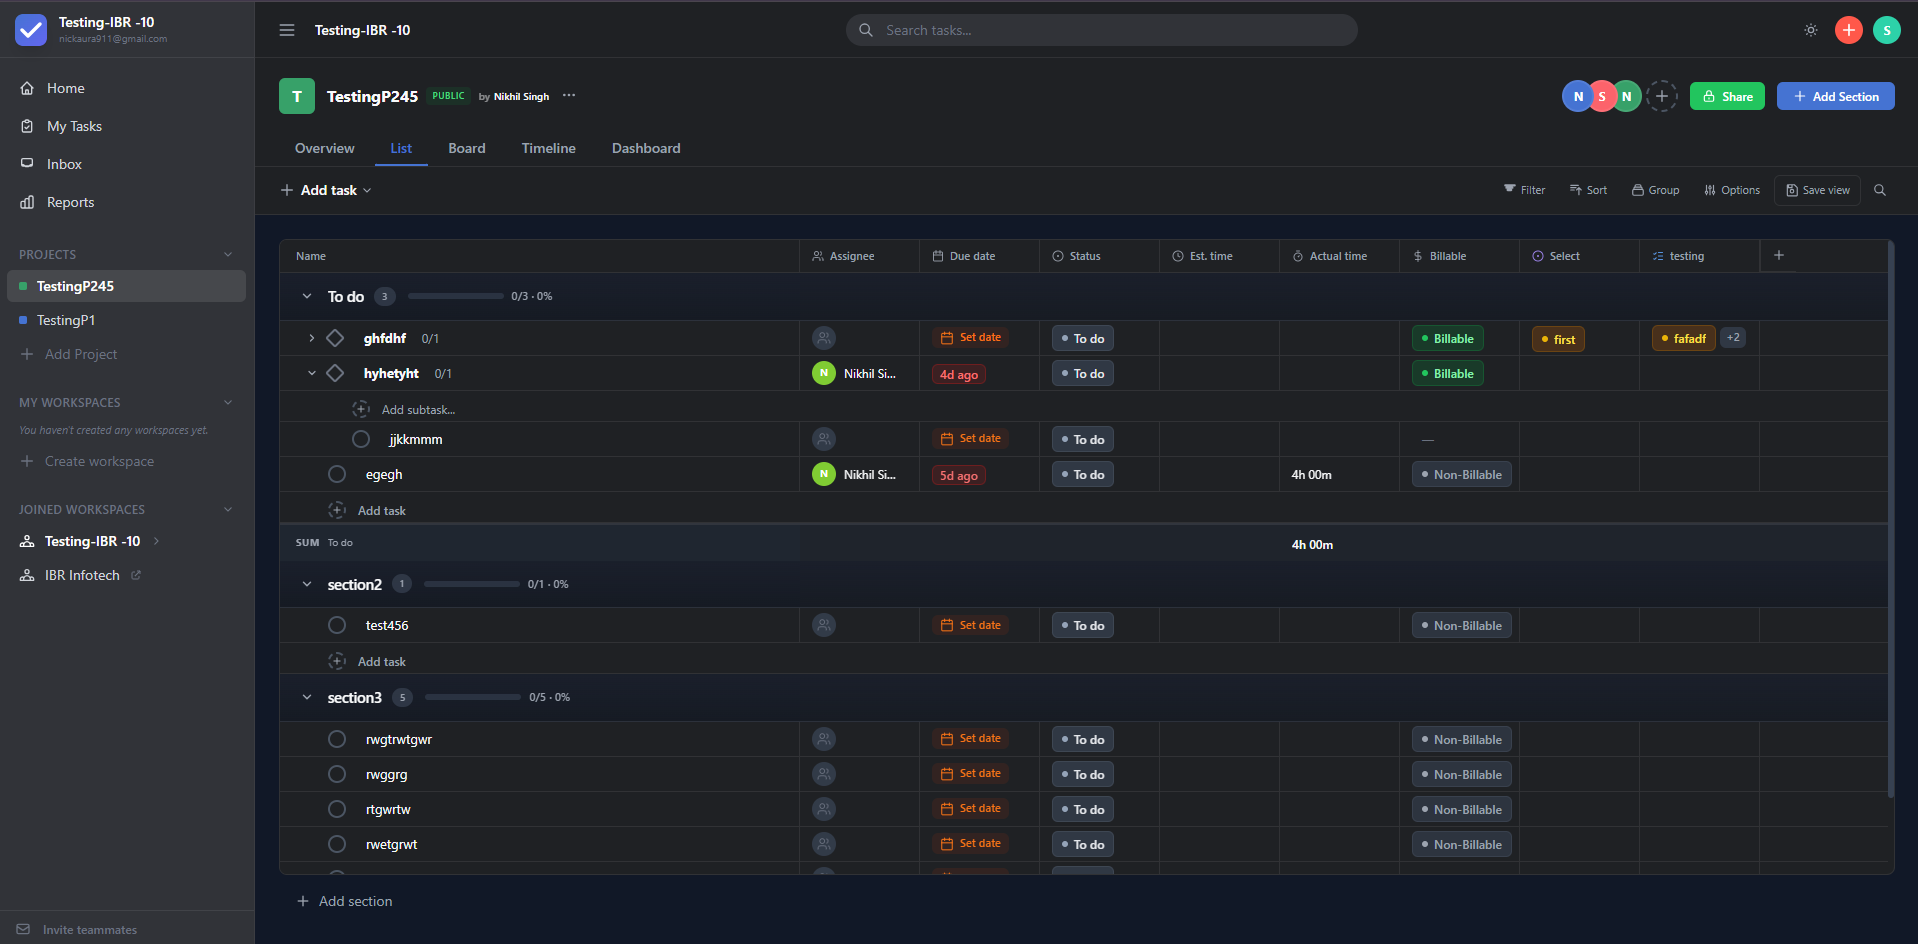 Testing-IBR -10
nickaura911@gmail.com
Home
My Tasks
Inbox
Reports
PROJECTS
TestingP245
TestingP1
Add Project
MY WORKSPACES
You haven't created any workspaces yet.
Create workspace
JOINED WORKSPACES
Testing-IBR -10
IBR Infotech
Invite teammates
Testing-IBR -10
Search tasks...
S
T TestingP245 PUBLIC by Nikhil Singh ...
N S N Share Add Section
Overview List Board Timeline Dashboard
Add task
Filter Sort Group Options Save view
Name Assignee Due date Status Est. time Actual time Billable Select testing
To do 3 0/3 · 0%
ghfdhf 0/1 Set date To do Billable first fafadf +2
hyhetyht 0/1 N Nikhil Si... 4d ago To do Billable
Add subtask...
jjkkmmm Set date To do —
egegh N Nikhil Si... 5d ago To do 4h 00m Non-Billable
Add task
SUM To do 4h 00m
section2 1 0/1 · 0%
test456 Set date To do Non-Billable
Add task
section3 5 0/5 · 0%
rwgtrwtgwr Set date To do Non-Billable
rwggrg Set date To do Non-Billable
rtgwrtw Set date To do Non-Billable
rwetgrwt Set date To do Non-Billable
Add section